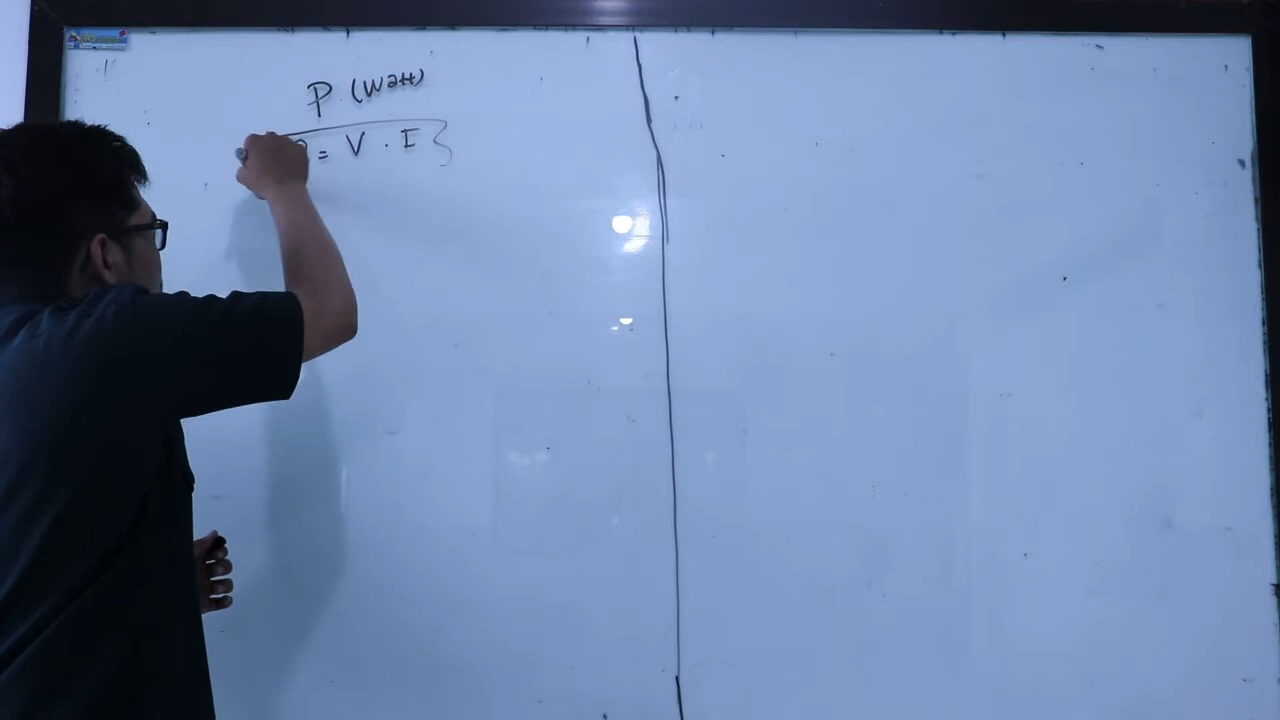 P (Watt)
P = V . I